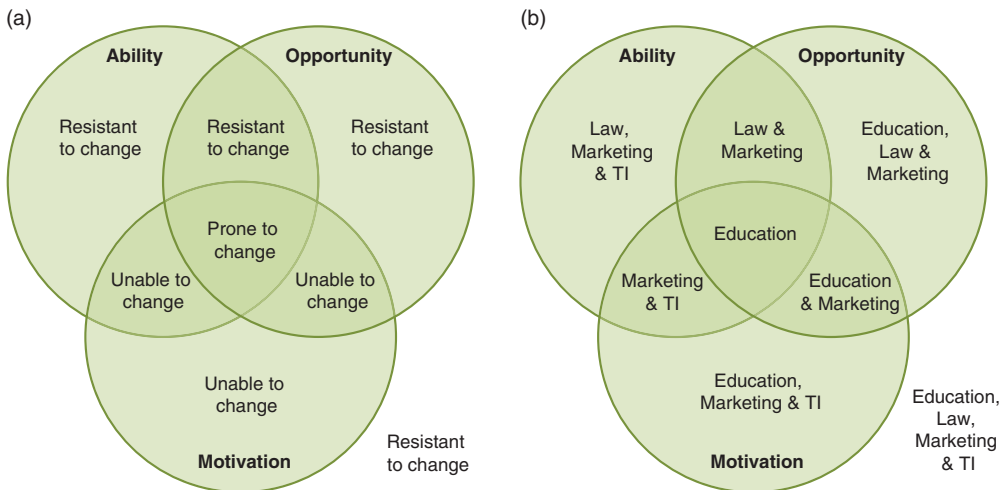 (a)
Ability
Opportunity
Resistant
to change
Resistant
to change
Resistant
to change
Prone to
change
Unable to
change
Unable to
change
Unable to
change
Motivation
Resistant
to change
(b)
Ability
Opportunity
Law,
Marketing
& TI
Law &
Marketing
Education,
Law &
Marketing
Education
Marketing
& TI
Education
& Marketing
Education,
Marketing & TI
Motivation
Education,
Law,
Marketing
& TI